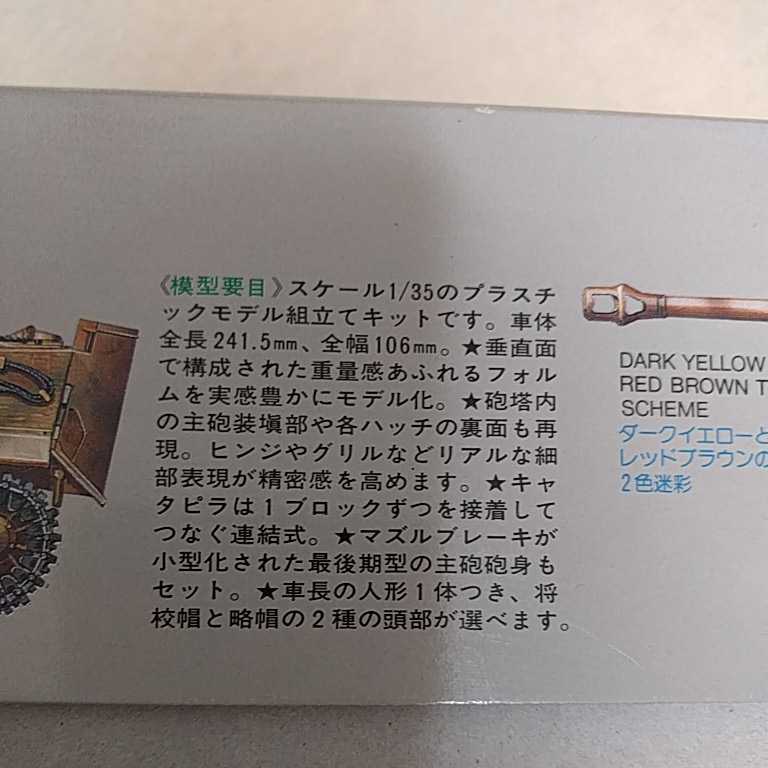 《模型要目》スケール1/35のプラスチ
ックモデル組立てキットです。車体
全長241.5mm、全幅106mm。★垂直面
で構成された重量感あふれるフォル
ムを実感豊かにモデル化。★砲塔内
の主砲装塡部や各ハッチの裏面も再
現。ヒンジやグリルなどリアルな細
部表現が精密感を高めます。★キャ
タピラは1ブロックずつを接着して
つなぐ連結式。★マズルブレーキが
小型化された最後期型の主砲砲身も
セット。★車長の人形1体つき、将
校帽と略帽の2種の頭部が選べます。
DARK YELLOW
RED BROWN T
SCHEME
ダークイエローと
レッドブラウンの
2色迷彩